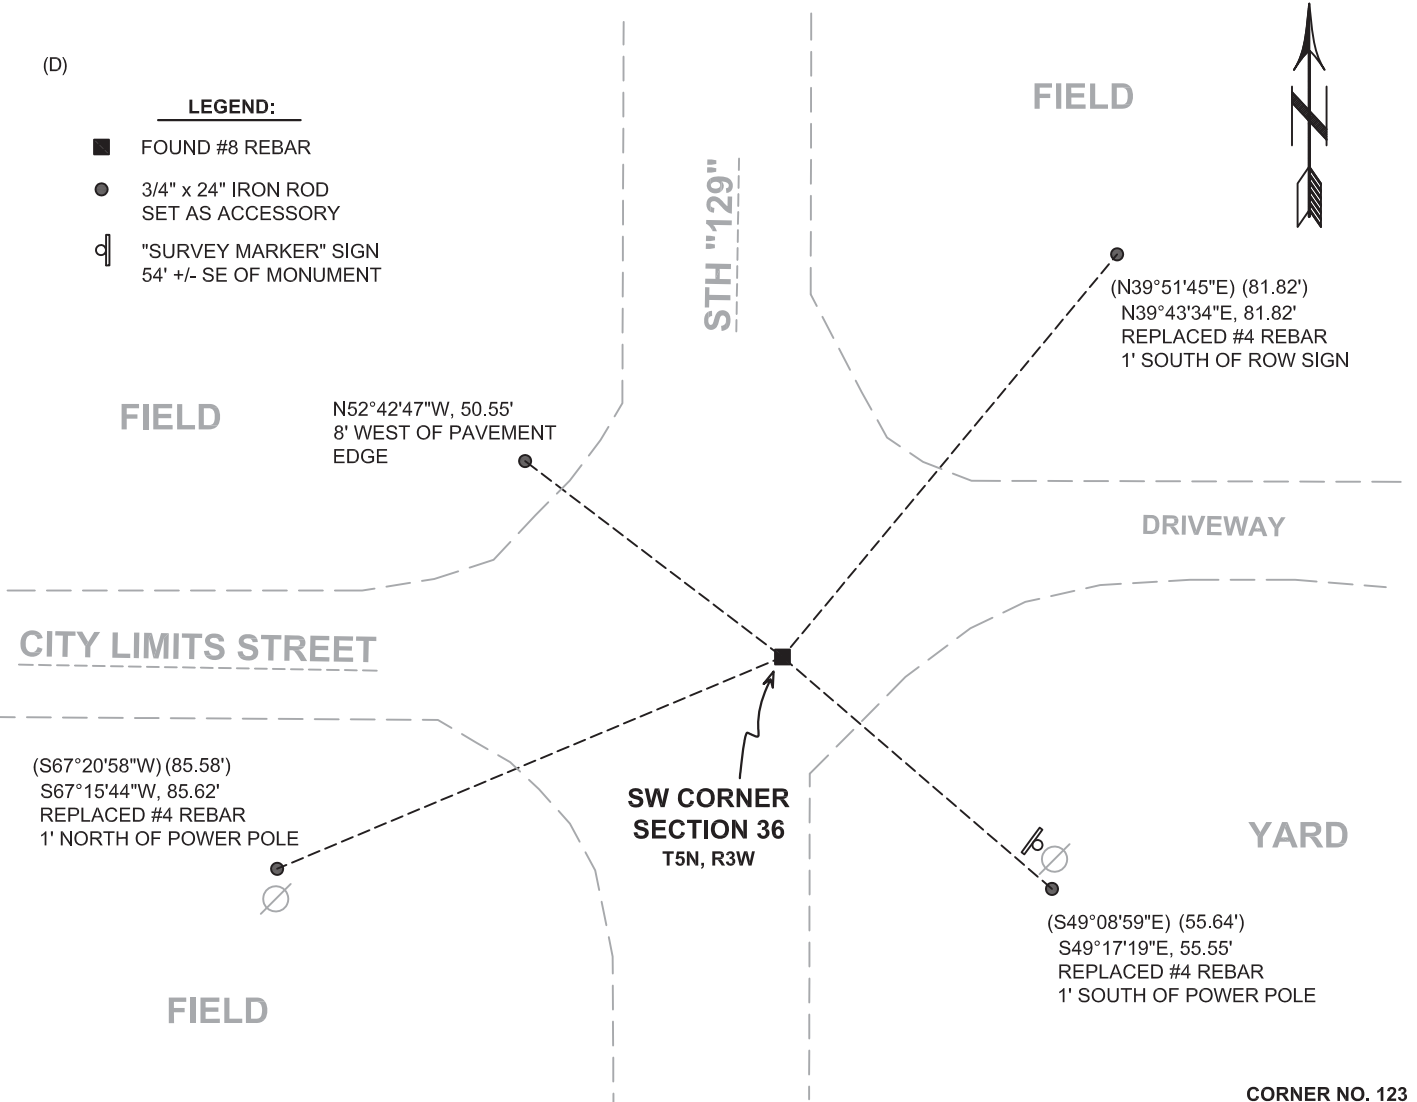 (D)
LEGEND:
FOUND #8 REBAR
3/4" x 24" IRON ROD
SET AS ACCESSORY
"SURVEY MARKER" SIGN
54' +/- SE OF MONUMENT
FIELD
N
STH "129"
(N39°51'45"E) (81.82')
N39°43'34"E, 81.82'
REPLACED #4 REBAR
1' SOUTH OF ROW SIGN
FIELD
N52°42'47"W, 50.55'
8' WEST OF PAVEMENT
EDGE
DRIVEWAY
CITY LIMITS STREET
(S67°20'58"W) (85.58')
S67°15'44"W, 85.62'
REPLACED #4 REBAR
1' NORTH OF POWER POLE
SW CORNER
SECTION 36
T5N, R3W
YARD
(S49°08'59"E) (55.64')
S49°17'19"E, 55.55'
REPLACED #4 REBAR
1' SOUTH OF POWER POLE
FIELD
CORNER NO. 123